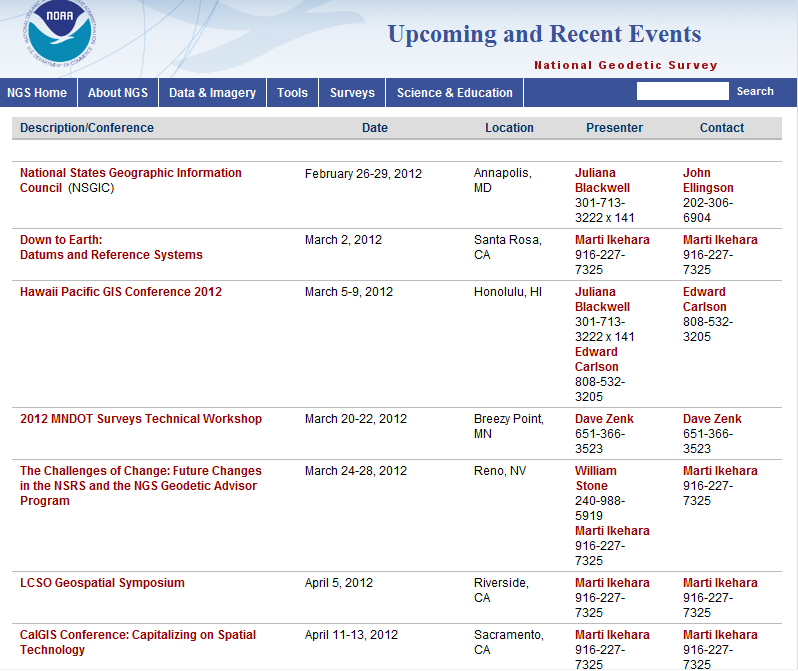 NOAA
Upcoming and Recent Events
National Geodetic Survey
NGS Home About NGS Data & Imagery Tools Surveys Science & Education Search
Description/Conference Date Location Presenter Contact
National States Geographic Information February 26-29, 2012 Annapolis, Juliana John
Council (NSGIC) MD Blackwell Ellingson
301-713- 202-306-
3222 x 141 6904
Down to Earth: March 2, 2012 Santa Rosa, Marti Ikehara Marti Ikehara
Datums and Reference Systems CA 916-227- 916-227-
7325 7325
Hawaii Pacific GIS Conference 2012 March 5-9, 2012 Honolulu, HI Juliana Edward
Blackwell Carlson
301-713- 808-532-
3222 x 141 3205
Edward
Carlson
808-532-
3205
2012 MNDOT Surveys Technical Workshop March 20-22, 2012 Breezy Point, Dave Zenk Dave Zenk
MN 651-366- 651-366-
3523 3523
The Challenges of Change: Future Changes March 24-28, 2012 Reno, NV William Marti Ikehara
in the NSRS and the NGS Geodetic Advisor Stone 916-227-
Program 240-988- 7325
5919
Marti Ikehara
916-227-
7325
LCSO Geospatial Symposium April 5, 2012 Riverside, Marti Ikehara Marti Ikehara
CA 916-227- 916-227-
7325 7325
CalGIS Conference: Capitalizing on Spatial April 11-13, 2012 Sacramento, Marti Ikehara Marti Ikehara
Technology CA 916-227- 916-227-
7325 7325